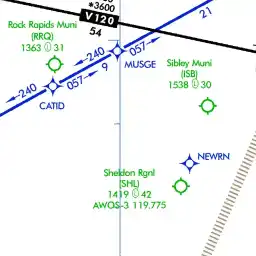 *3600
V120
54
21
Rock Rapids Muni
(RRQ)
1363 31
240
057
MUSGE
Sibley Muni
(ISB)
1538 30
240
057
9
CATID
NEWRN
Sheldon Rgnl
(SHL)
1419 42
AWOS-3 119.775